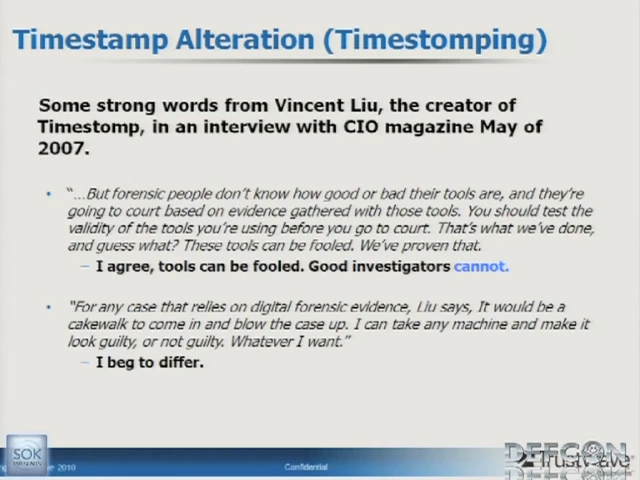 Timestamp Alteration (Timestomping)
Some strong words from Vincent Liu, the creator of
Timestomp, in an interview with CIO magazine May of
2007.
• “…But forensic people don’t know how good or bad their tools are, and they’re
going to court based on evidence gathered with those tools. You should test the
validity of the tools you’re using before you go to court. That’s what we’ve done,
and guess what? These tools can be fooled. We’ve proven that.
– I agree, tools can be fooled. Good investigators cannot.
• “For any case that relies on digital forensic evidence, Liu says, It would be a
cakewalk to come in and blow the case up. I can take any machine and make it
look guilty, or not guilty. Whatever I want.”
– I beg to differ.
SOK
2010
Confidential
DEFCON
Trustwave